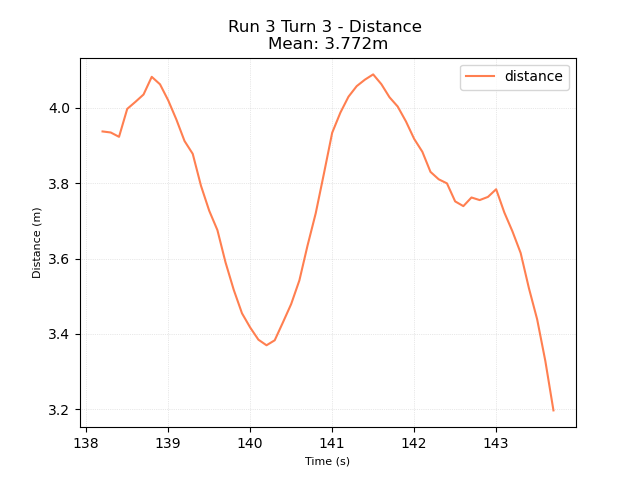 Run 3 Turn 3 - Distance
Mean: 3.772m
distance
Distance (m)
4.0
3.8
3.6
3.4
3.2
138 139 140 141 142 143
Time (s)